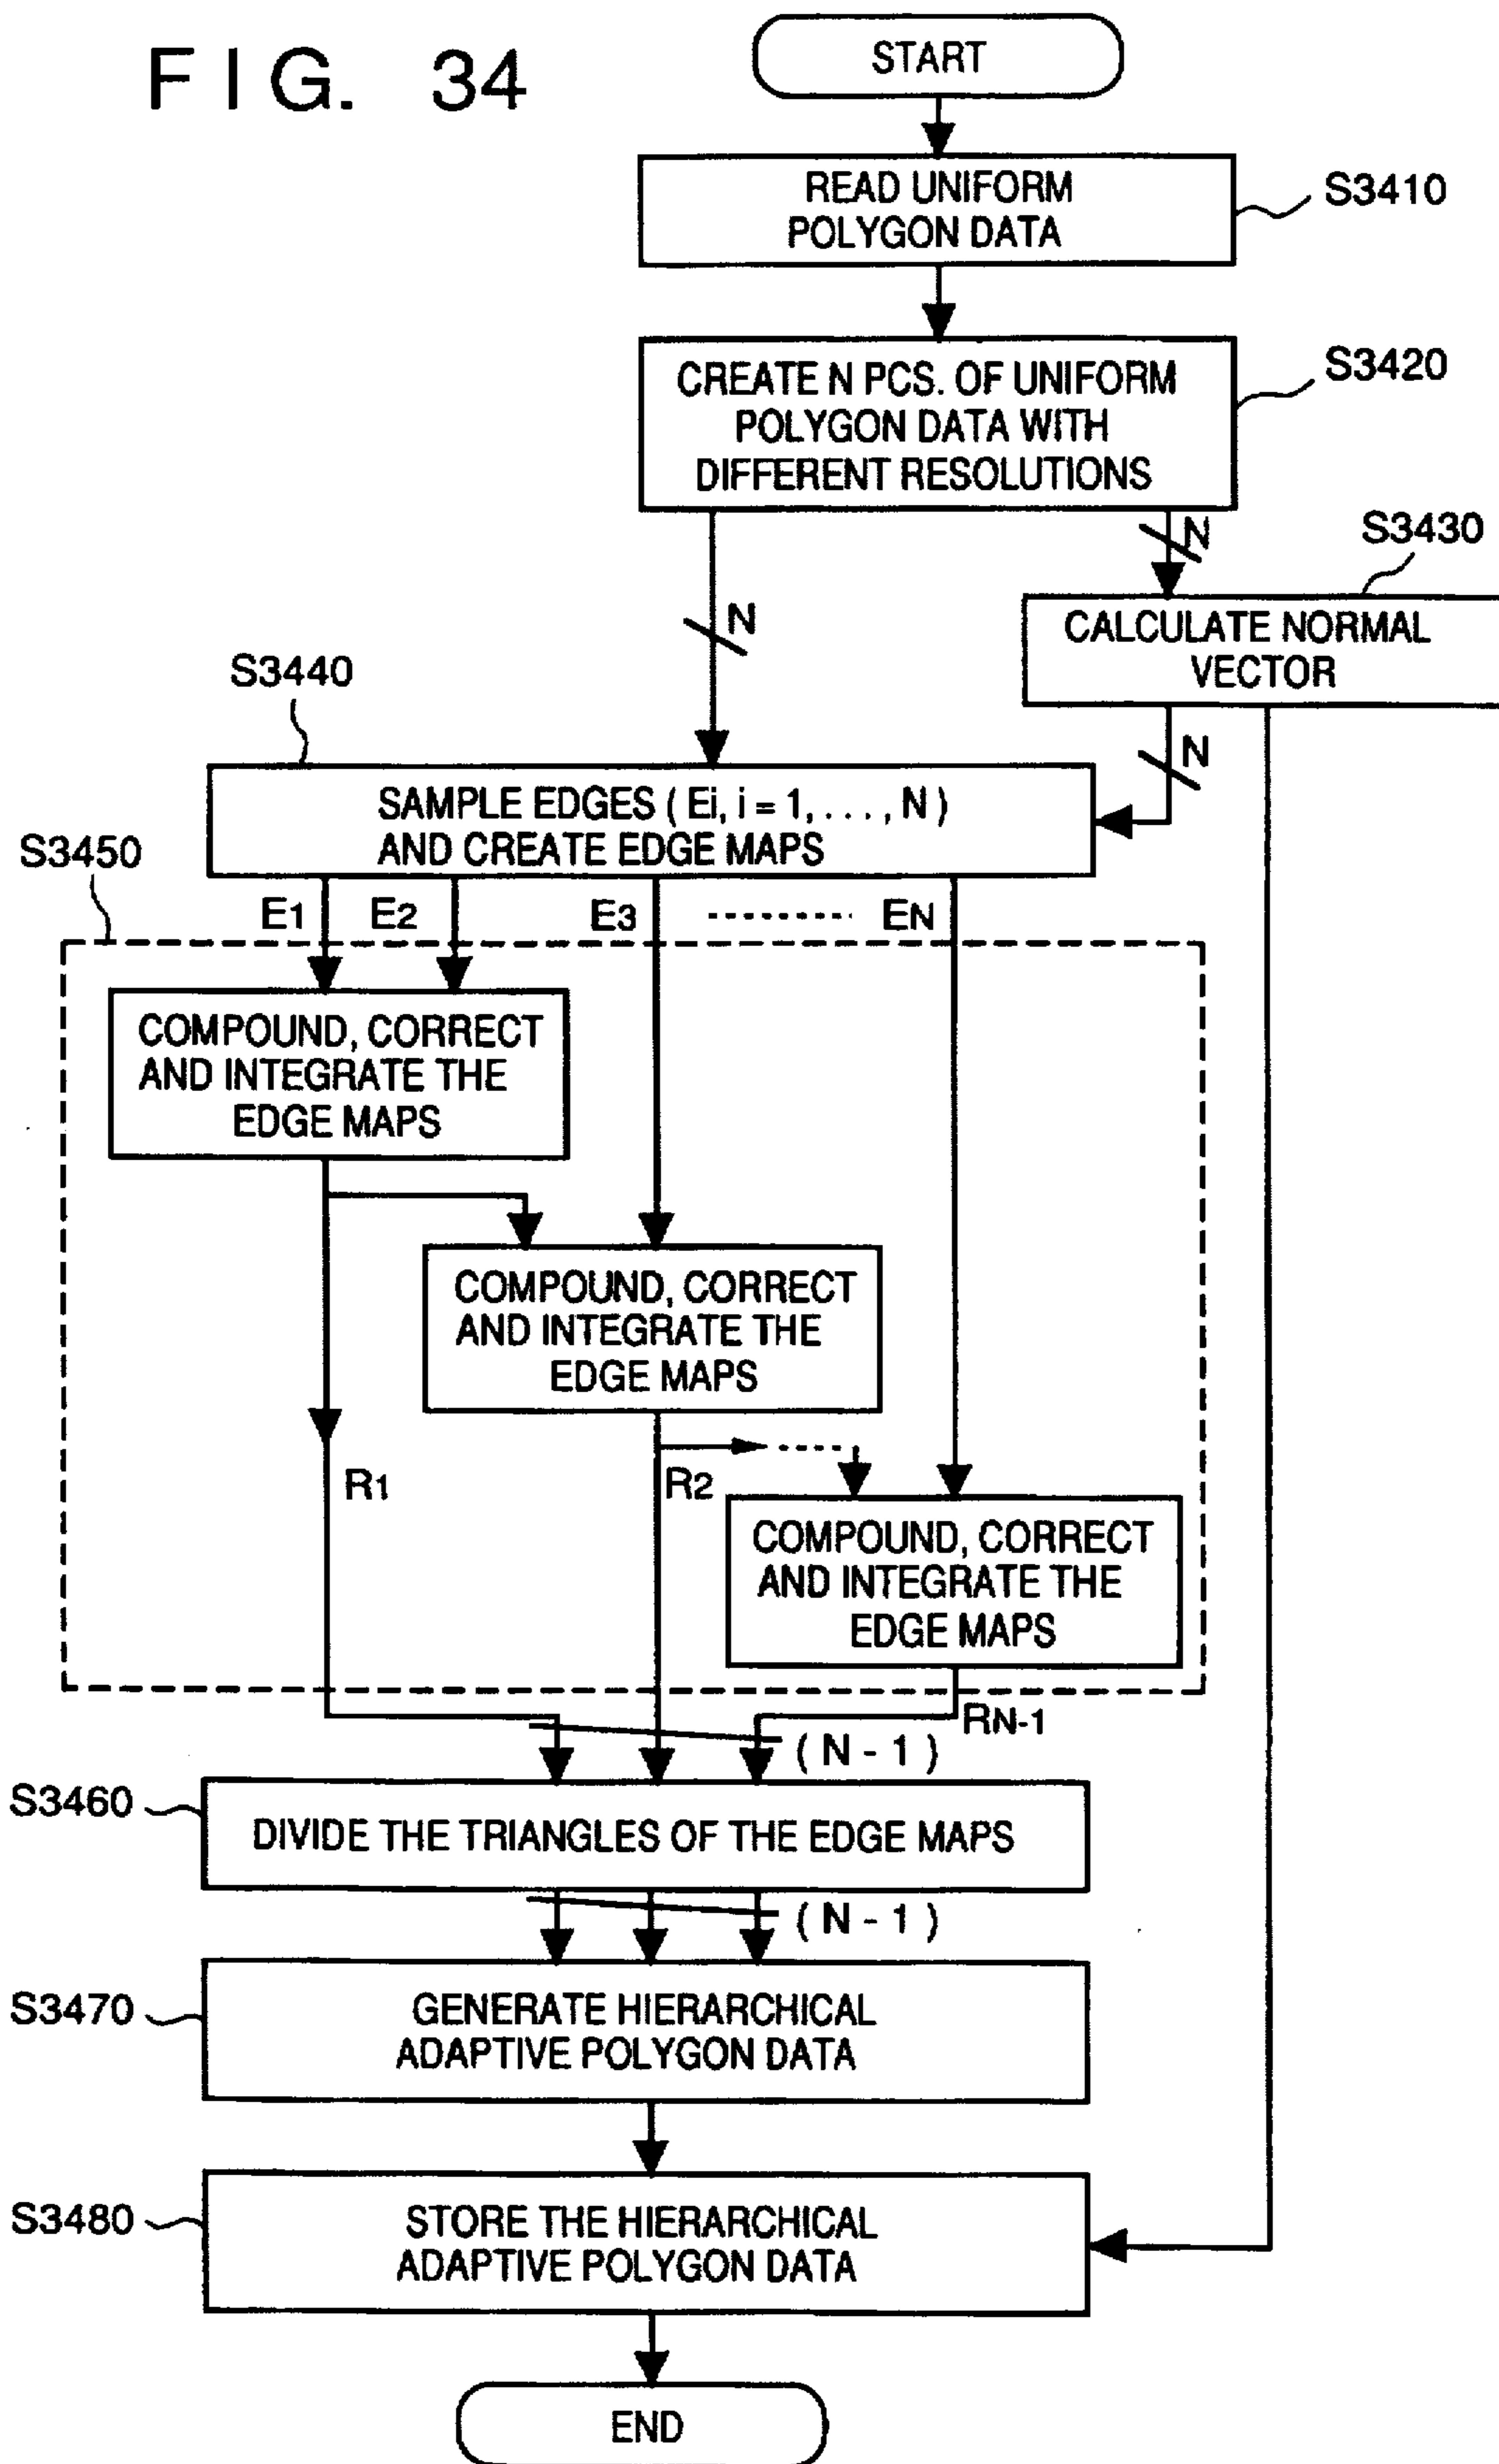 FIG. 34
START
READ UNIFORM
POLYGON DATA
S3410
CREATE N PCS. OF UNIFORM
POLYGON DATA WITH
DIFFERENT RESOLUTIONS
S3420
N
N
S3430
CALCULATE NORMAL
VECTOR
N
S3440
SAMPLE EDGES ( Ei, i = 1, . . . , N )
AND CREATE EDGE MAPS
S3450
E1
E2
E3
EN
COMPOUND, CORRECT
AND INTEGRATE THE
EDGE MAPS
COMPOUND, CORRECT
AND INTEGRATE THE
EDGE MAPS
R1
R2
COMPOUND, CORRECT
AND INTEGRATE THE
EDGE MAPS
RN-1
( N - 1 )
S3460
DIVIDE THE TRIANGLES OF THE EDGE MAPS
( N - 1 )
S3470
GENERATE HIERARCHICAL
ADAPTIVE POLYGON DATA
S3480
STORE THE HIERARCHICAL
ADAPTIVE POLYGON DATA
END